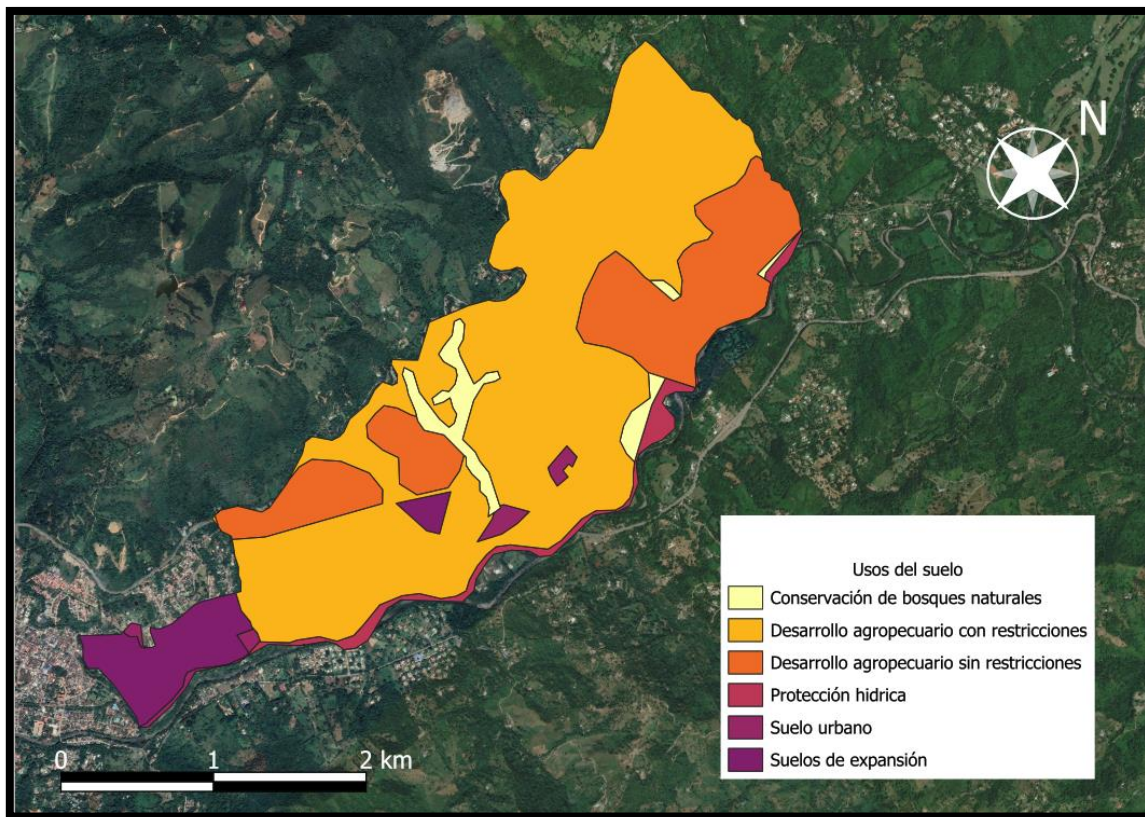 N
Usos del suelo
Conservación de bosques naturales
Desarrollo agropecuario con restricciones
Desarrollo agropecuario sin restricciones
Protección hidrica
Suelo urbano
Suelos de expansión
0 1 2 km